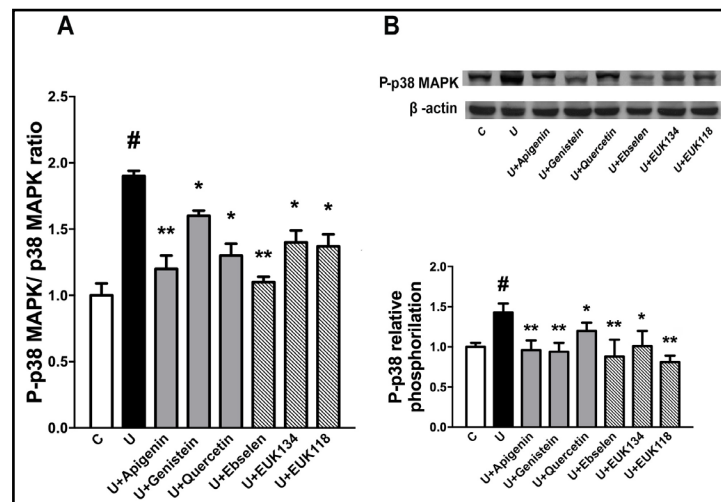 A
P-p38 MAPK/ p38 MAPK ratio
2.5
2.0
1.5
1.0
0.5
0.0
#
**
*
*
**
*
*
C
U
U+Apigenin
U+Genistein
U+Quercetin
U+Ebselen
U+EUK134
U+EUK118
B
P-p38 MAPK
β -actin
C
U
U+Apigenin
U+Genistein
U+Quercetin
U+Ebselen
U+EUK134
U+EUK118
P-p38 relative
phosphorilation
2.0
1.5
1.0
0.5
0.0
#
**
**
*
**
*
**
C
U
U+Apigenin
U+Genistein
U+Quercetin
U+Ebselen
U+EUK134
U+EUK118